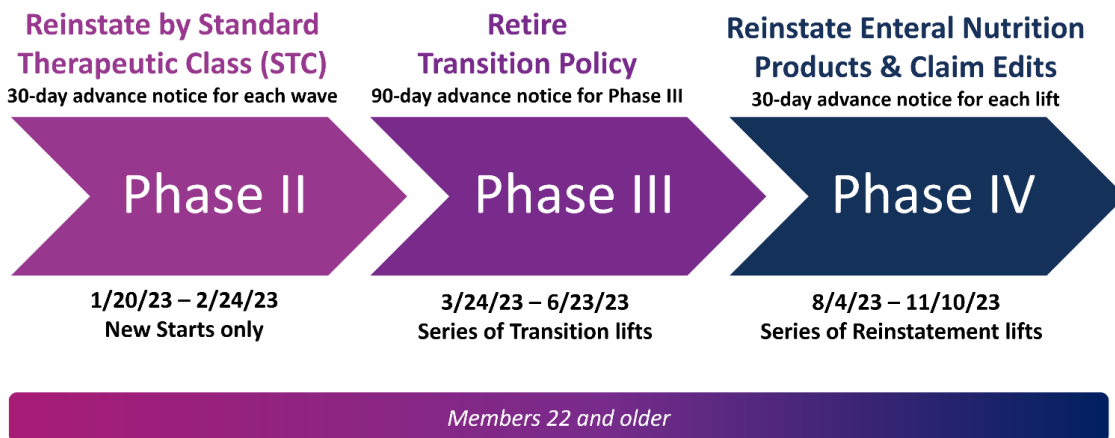 Reinstate by Standard
Therapeutic Class (STC)
30-day advance notice for each wave
Phase II
1/20/23 – 2/24/23
New Starts only
Retire
Transition Policy
90-day advance notice for Phase III
Phase III
3/24/23 – 6/23/23
Series of Transition lifts
Reinstate Enteral Nutrition
Products & Claim Edits
30-day advance notice for each lift
Phase IV
8/4/23 – 11/10/23
Series of Reinstatement lifts
Members 22 and older